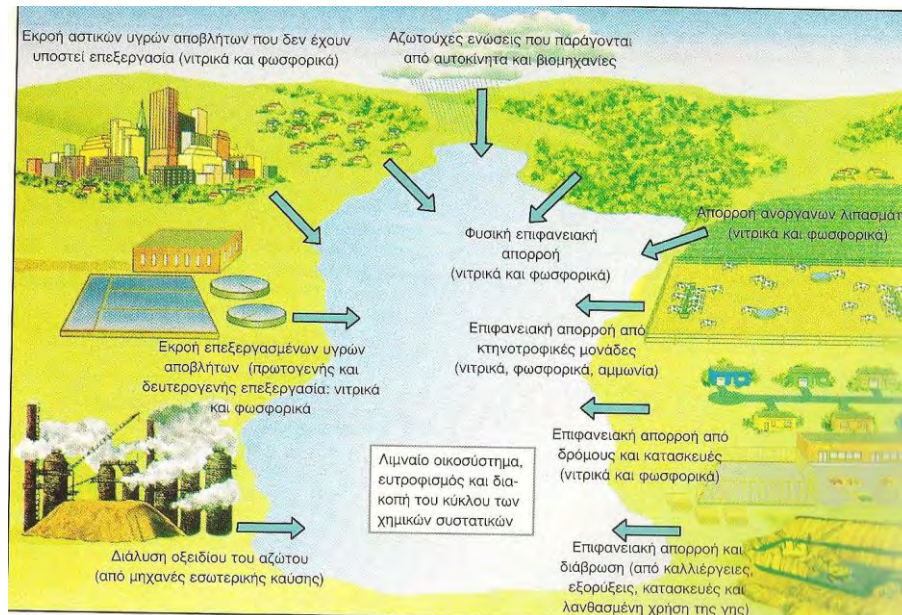 Εκροή αστικών υγρών αποβλήτων που δεν έχουν
υποστεί επεξεργασία (νιτρικά και φωσφορικά)
Αζωτούχες ενώσεις που παράγονται
από αυτοκίνητα και βιομηχανίες
Απορροή ανόργανων λιπασμάτ
(νιτρικά και φωσφορικά)
Φυσική επιφανειακή
απορροή
(νιτρικά και φωσφορικά)
Επιφανειακή απορροή από
κτηνοτροφικές μονάδες
(νιτρικά, φωσφορικά, αμμωνία)
Εκροή επεξεργασμένων υγρών
αποβλήτων (πρωτογενής και
δευτερογενής επεξεργασία: νιτρικά
και φωσφορικά
Επιφανειακή απορροή από
δρόμους και κατασκευές
(νιτρικά και φωσφορικά)
Λιμναίο οικοσύστημα,
ευτροφισμός και δια-
κοπή του κύκλου των
χημικών συστατικών
Διάλυση οξειδίου του αζώτου
(από μηχανές εσωτερικής καύσης)
Επιφανειακή απορροή και
διάβρωση (από καλλιέργειες,
εξορύξεις, κατασκευές και
λανθασμένη χρήση της γης)